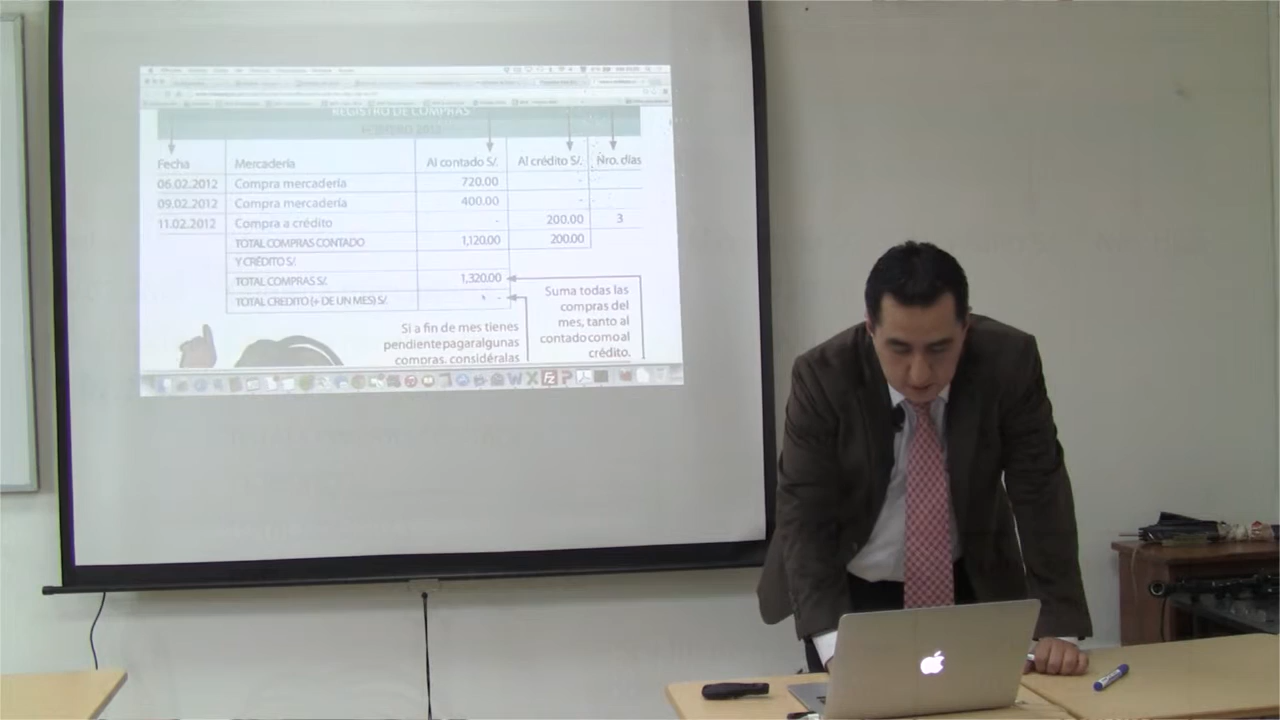 REGISTRO DE COMPRAS
FEBRERO 2012
Fecha Mercadería Al contado S/. Al crédito S/. Nro. días
06.02.2012 Compra mercadería 720.00 -
09.02.2012 Compra mercadería 400.00 -
11.02.2012 Compra a crédito - 200.00 3
TOTAL COMPRAS CONTADO 1,120.00 200.00
Y CRÉDITO S/.
TOTAL COMPRAS S/. 1,320.00
TOTAL CREDITO (+ DE UN MES) S/. -
Suma todas las
compras del
mes, tanto al
contado como al
crédito.
Si a fin de mes tienes
pendiente pagar algunas
compras, considéralas